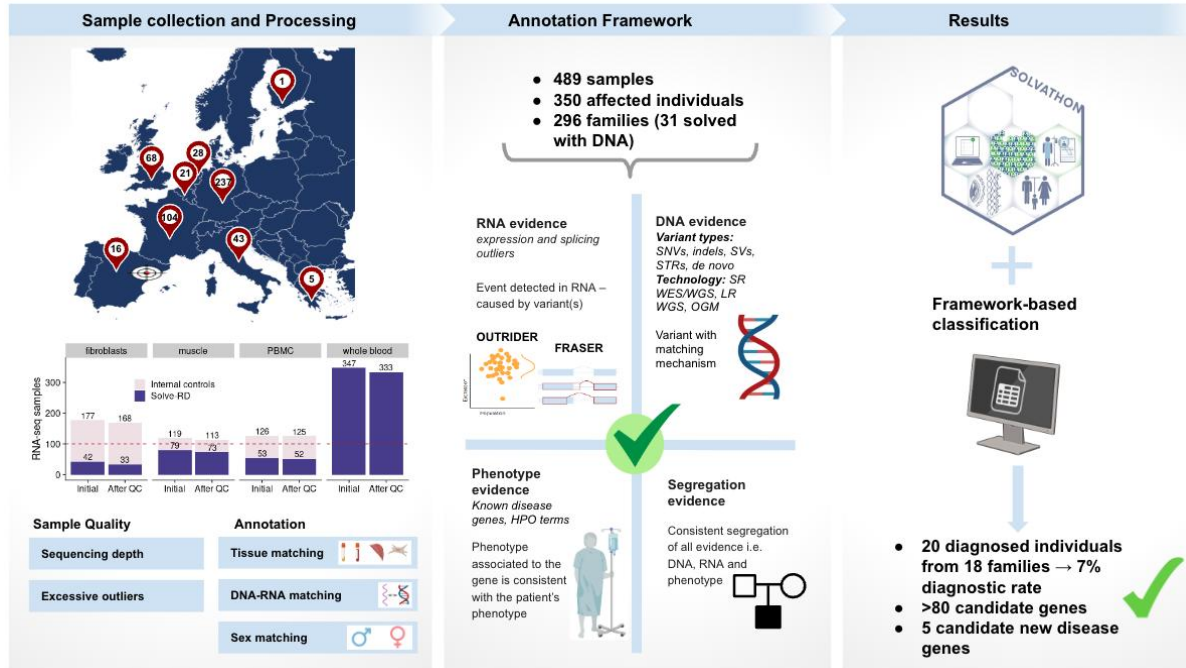 Sample collection and Processing
Annotation Framework
Results
1
68
28
21
237
104
43
16
5
fibroblasts
muscle
PBMC
whole blood
RNA-seq samples
300
200
100
0
Internal controls
Solve-RD
177
168
42
33
119
113
79
73
126
125
53
52
347
333
Initial
After QC
Initial
After QC
Initial
After QC
Initial
After QC
Sample Quality
Sequencing depth
Excessive outliers
Annotation
Tissue matching
DNA-RNA matching
Sex matching
● 489 samples
● 350 affected individuals
● 296 families (31 solved
with DNA)
RNA evidence
expression and splicing
outliers
Event detected in RNA –
caused by variant(s)
OUTRIDER
FRASER
DNA evidence
Variant types:
SNVs, indels, SVs,
STRs, de novo
Technology: SR
WES/WGS, LR
WGS, OGM
Variant with
matching
mechanism
Phenotype
evidence
Known disease
genes, HPO terms
Phenotype
associated to the
gene is consistent
with the patient's
phenotype
Segregation
evidence
Consistent segregation
of all evidence i.e.
DNA, RNA and
phenotype
SOLVATHON
Framework-based
classification
● 20 diagnosed individuals
from 18 families → 7%
diagnostic rate
● >80 candidate genes
● 5 candidate new disease
genes